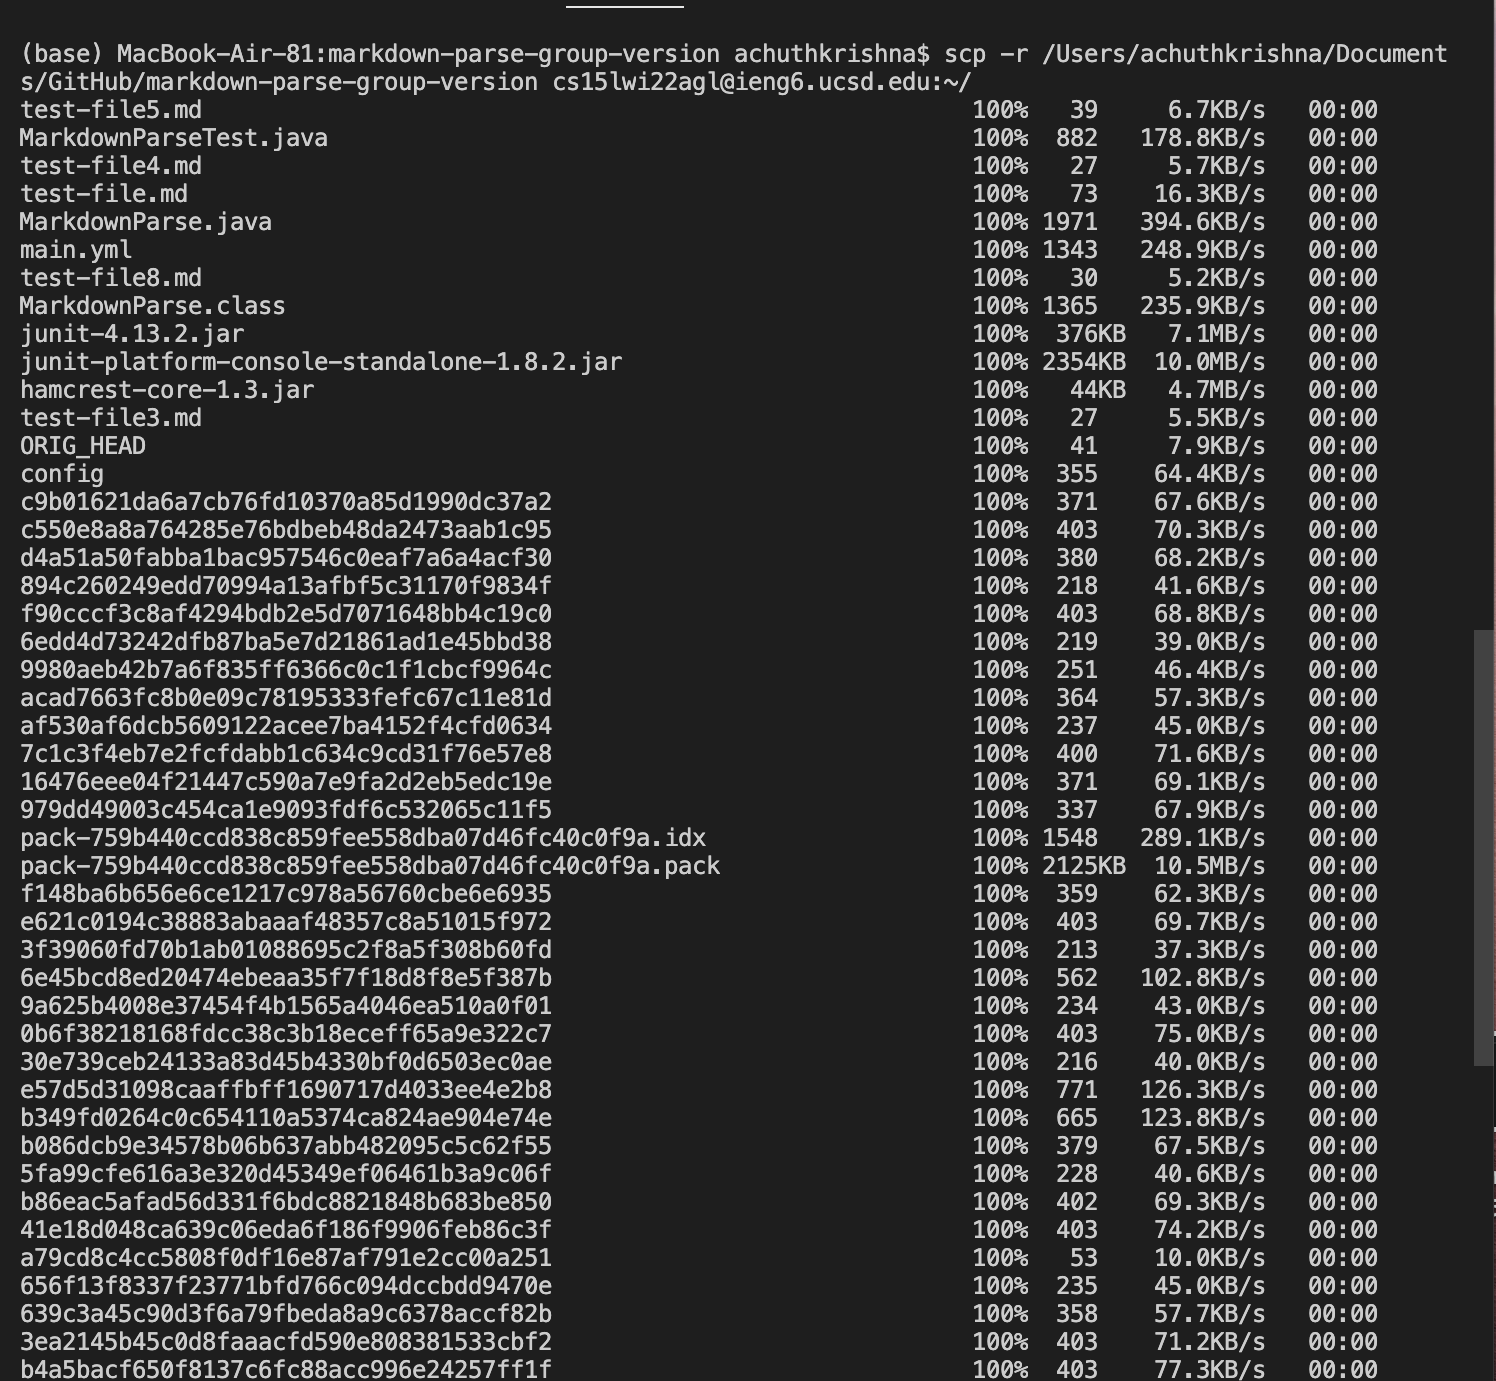 (base) MacBook-Air-81:markdown-parse-group-version achuthkrishna$ scp -r /Users/achuthkrishna/Document
s/GitHub/markdown-parse-group-version cs15lwi22agl@ieng6.ucsd.edu:~/
test-file5.md 100% 39 6.7KB/s 00:00
MarkdownParseTest.java 100% 882 178.8KB/s 00:00
test-file4.md 100% 27 5.7KB/s 00:00
test-file.md 100% 73 16.3KB/s 00:00
MarkdownParse.java 100% 1971 394.6KB/s 00:00
main.yml 100% 1343 248.9KB/s 00:00
test-file8.md 100% 30 5.2KB/s 00:00
MarkdownParse.class 100% 1365 235.9KB/s 00:00
junit-4.13.2.jar 100% 376KB 7.1MB/s 00:00
junit-platform-console-standalone-1.8.2.jar 100% 2354KB 10.0MB/s 00:00
hamcrest-core-1.3.jar 100% 44KB 4.7MB/s 00:00
test-file3.md 100% 27 5.5KB/s 00:00
ORIG_HEAD 100% 41 7.9KB/s 00:00
config 100% 355 64.4KB/s 00:00
c9b01621da6a7cb76fd10370a85d1990dc37a2 100% 371 67.6KB/s 00:00
c550e8a8a764285e76bdbeb48da2473aab1c95 100% 403 70.3KB/s 00:00
d4a51a50fabba1bac957546c0eaf7a6a4acf30 100% 380 68.2KB/s 00:00
894c260249edd70994a13afbf5c31170f9834f 100% 218 41.6KB/s 00:00
f90cccf3c8af4294bdb2e5d7071648bb4c19c0 100% 403 68.8KB/s 00:00
6edd4d73242dfb87ba5e7d21861ad1e45bbd38 100% 219 39.0KB/s 00:00
9980aeb42b7a6f835ff6366c0c1f1cbcf9964c 100% 251 46.4KB/s 00:00
acad7663fc8b0e09c78195333fefc67c11e81d 100% 364 57.3KB/s 00:00
af530af6dcb5609122acee7ba4152f4cfd0634 100% 237 45.0KB/s 00:00
7c1c3f4eb7e2fcfdabb1c634c9cd31f76e57e8 100% 400 71.6KB/s 00:00
16476eee04f21447c590a7e9fa2d2eb5edc19e 100% 371 69.1KB/s 00:00
979dd49003c454ca1e9093fdf6c532065c11f5 100% 337 67.9KB/s 00:00
pack-759b440ccd838c859fee558dba07d46fc40c0f9a.idx 100% 1548 289.1KB/s 00:00
pack-759b440ccd838c859fee558dba07d46fc40c0f9a.pack 100% 2125KB 10.5MB/s 00:00
f148ba6b656e6ce1217c978a56760cbe6e6935 100% 359 62.3KB/s 00:00
e621c0194c38883abaaaf48357c8a51015f972 100% 403 69.7KB/s 00:00
3f39060fd70b1ab01088695c2f8a5f308b60fd 100% 213 37.3KB/s 00:00
6e45bcd8ed20474ebeaa35f7f18d8f8e5f387b 100% 562 102.8KB/s 00:00
9a625b4008e37454f4b1565a4046ea510a0f01 100% 234 43.0KB/s 00:00
0b6f38218168fdcc38c3b18eceff65a9e322c7 100% 403 75.0KB/s 00:00
30e739ceb24133a83d45b4330bf0d6503ec0ae 100% 216 40.0KB/s 00:00
e57d5d31098caaffbff1690717d4033ee4e2b8 100% 771 126.3KB/s 00:00
b349fd0264c0c654110a5374ca824ae904e74e 100% 665 123.8KB/s 00:00
b086dcb9e34578b06b637abb482095c5c62f55 100% 379 67.5KB/s 00:00
5fa99cfe616a3e320d45349ef06461b3a9c06f 100% 228 40.6KB/s 00:00
b86eac5afad56d331f6bdc8821848b683be850 100% 402 69.3KB/s 00:00
41e18d048ca639c06eda6f186f9906feb86c3f 100% 403 74.2KB/s 00:00
a79cd8c4cc5808f0df16e87af791e2cc00a251 100% 53 10.0KB/s 00:00
656f13f8337f23771bfd766c094dccbdd9470e 100% 235 45.0KB/s 00:00
639c3a45c90d3f6a79fbeda8a9c6378accf82b 100% 358 57.7KB/s 00:00
3ea2145b45c0d8faaacfd590e808381533cbf2 100% 403 71.2KB/s 00:00
b4a5bacf650f8137c6fc88acc996e24257ff1f 100% 403 77.3KB/s 00:00